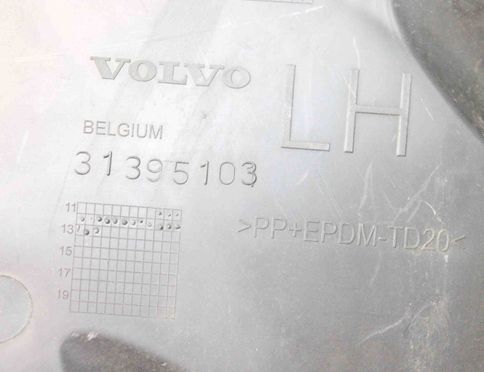 VOLVO
LH
BELGIUM
31395103
>PP+EPDM-TD20<
11
13
15
17
19